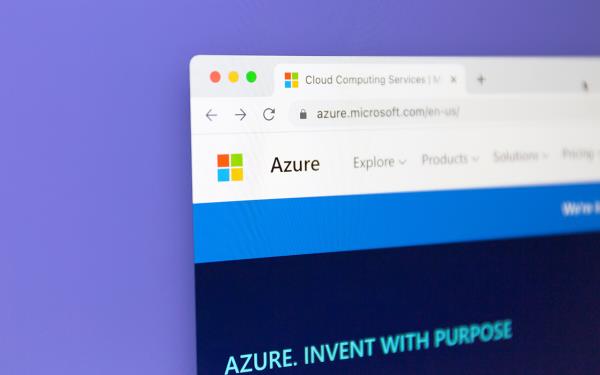 Cloud Computing Services | M
azure.microsoft.com/en-us/
Azure Explore Products Solutions Pricing
We're
AZURE. INVENT WITH PURPOSE